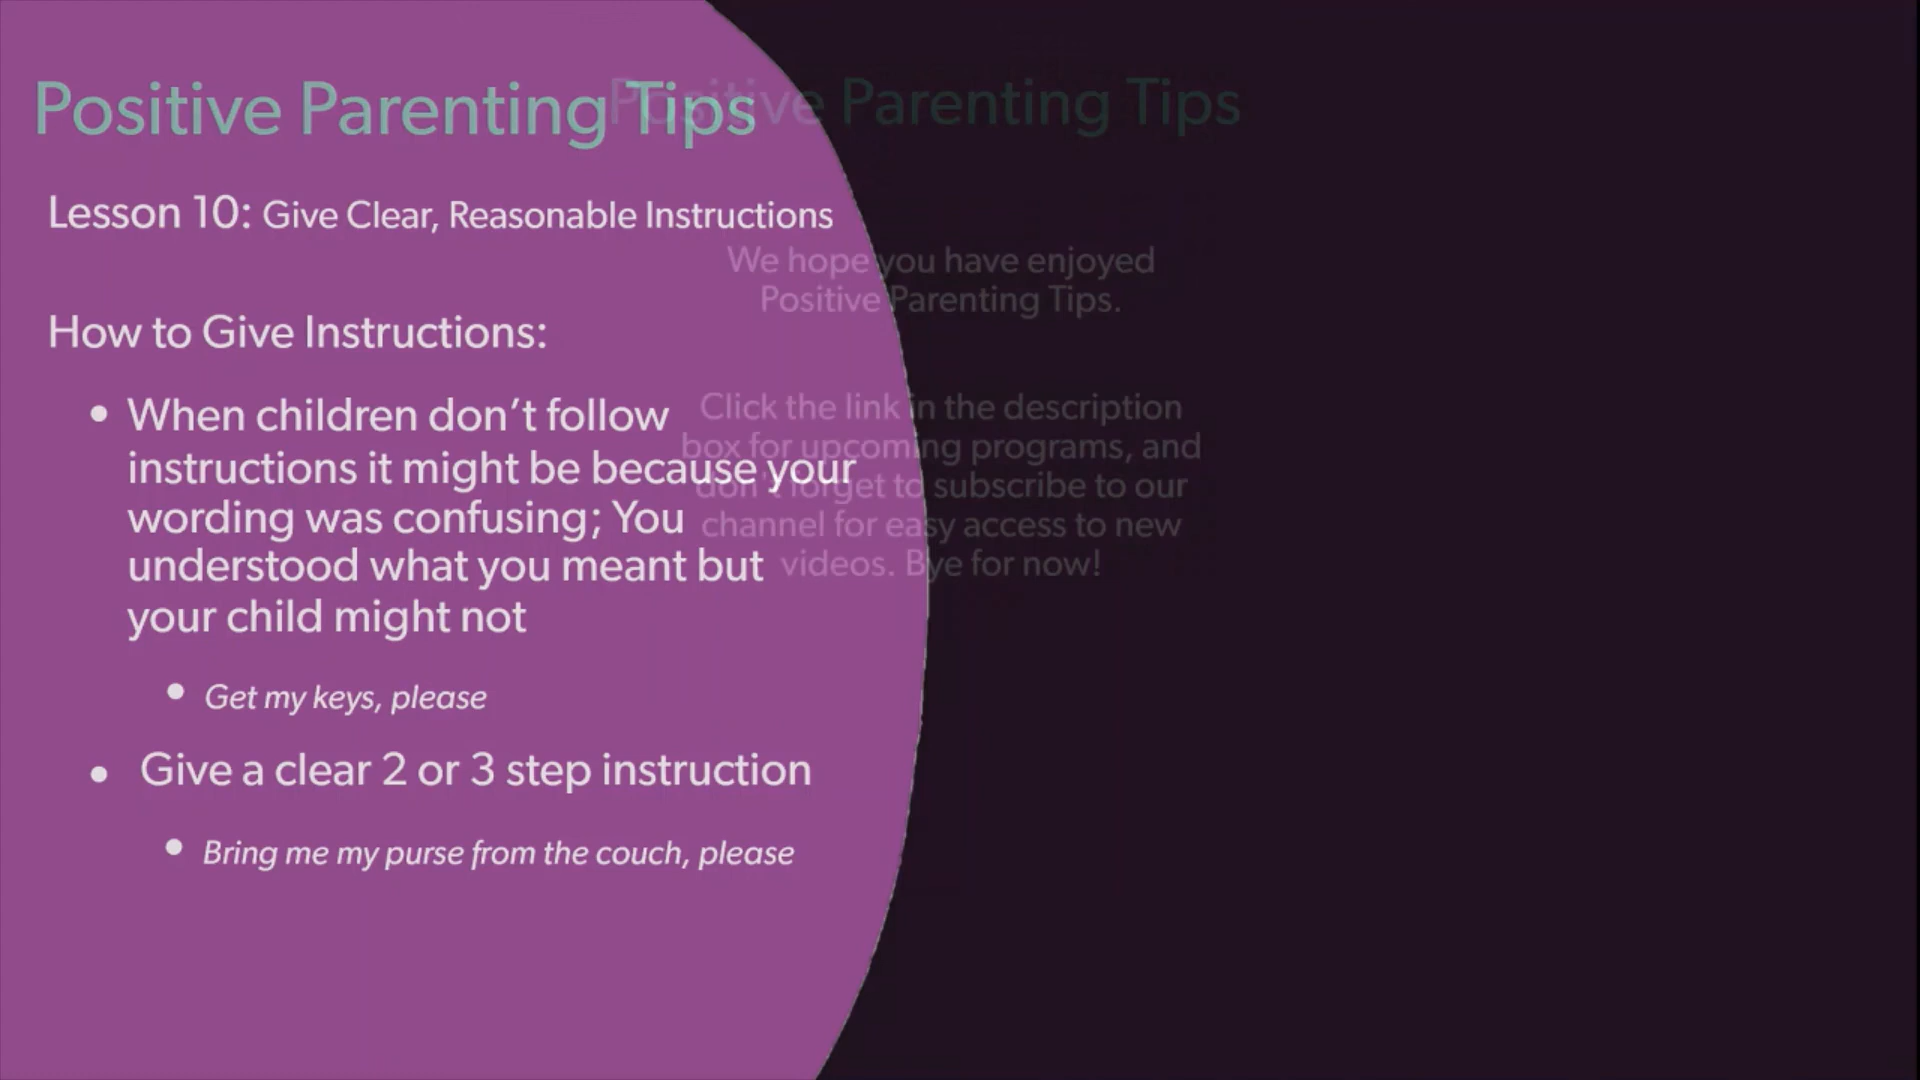 Positive Parenting Tips
Lesson 10: Give Clear, Reasonable Instructions
How to Give Instructions:
• When children don't follow
instructions it might be because your
wording was confusing; You
understood what you meant but
your child might not
• Get my keys, please
• Give a clear 2 or 3 step instruction
• Bring me my purse from the couch, please
Positive Parenting Tips
We hope you have enjoyed
Positive Parenting Tips.
Click the link in the description
box for upcoming programs, and
don't forget to subscribe to our
channel for easy access to new
videos. Bye for now!